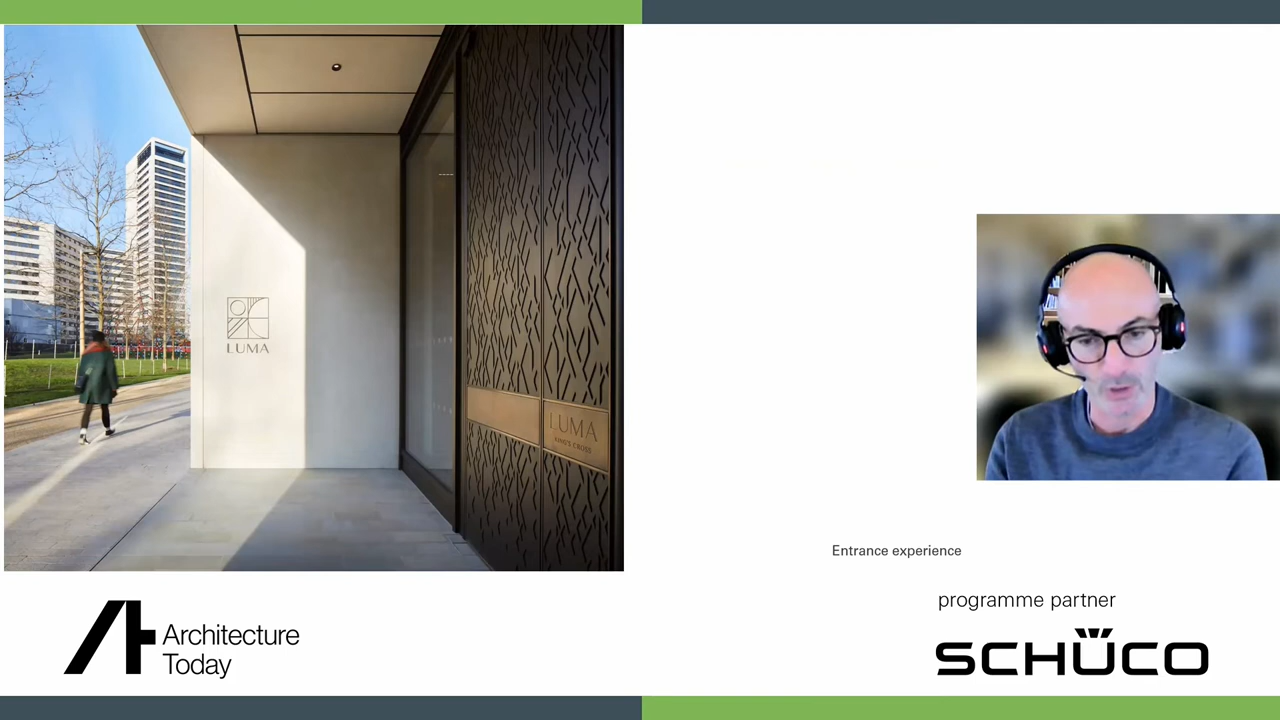 LUMA
LUMA
KING'S CROSS
Entrance experience
programme partner
SCHÜCO
Architecture
Today